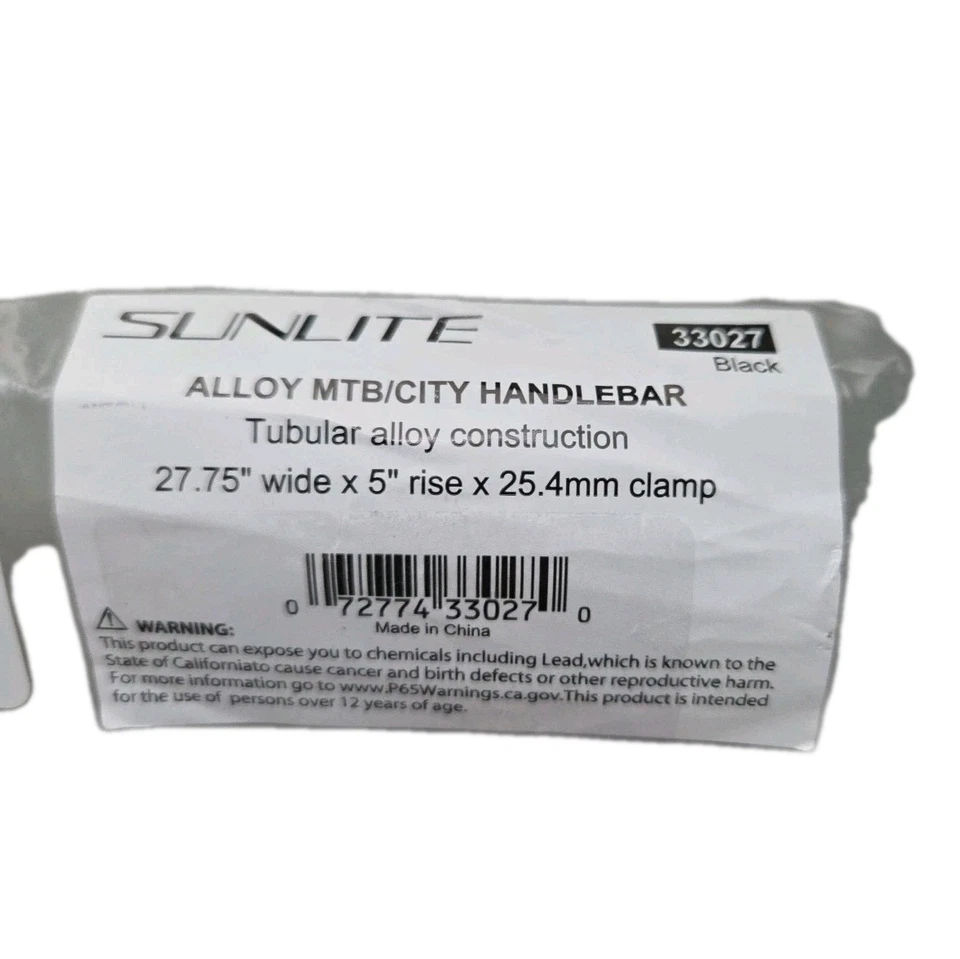 SUNLITE
33027
Black
ALLOY MTB/CITY HANDLEBAR
Tubular alloy construction
27.75" wide x 5" rise x 25.4mm clamp
0 72774 33027 0
Made in China
WARNING:
This product can expose you to chemicals including Lead,which is known to the
State of Californiato cause cancer and birth defects or other reproductive harm.
For more information go to www.P65Warnings.ca.gov.This product is intended
for the use of persons over 12 years of age.